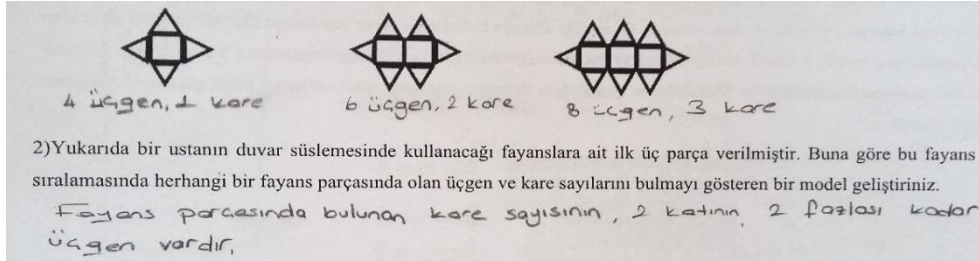 4 üçgen, 1 kare
6 üçgen, 2 kare
8 üçgen, 3 kare
2)Yukarıda bir ustanın duvar süslemesinde kullanacağı fayanslara ait ilk üç parça verilmiştir. Buna göre bu fayans
sıralamasında herhangi bir fayans parçasında olan üçgen ve kare sayılarını bulmayı gösteren bir model geliştiriniz.
Fayans parçasında bulunan kare sayısının, 2 katının 2 fazlası kadar
üçgen vardır.